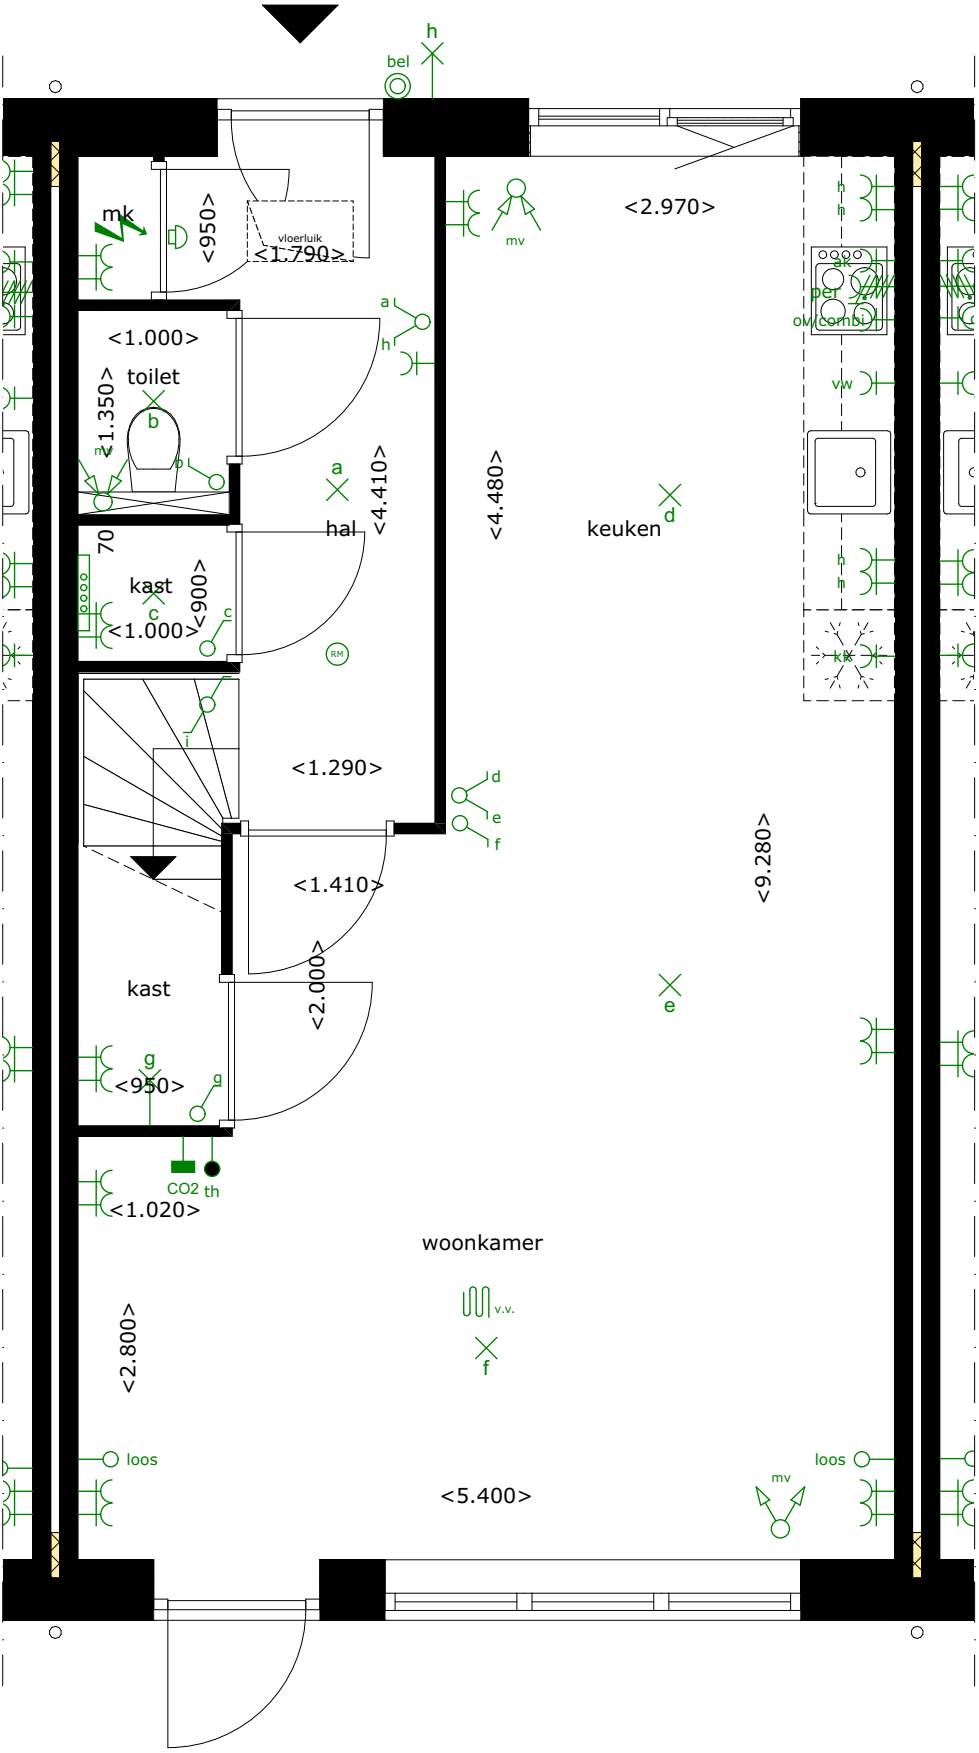 h
bel
mk
<950>
vloerluik
<1.790>
mv
<2.970>
h
h
ak
per
ov/combi
vw
a
h
<1.000>
toilet
b
<1.350>
mv
b
a
hal
<4.410>
<4.480>
keuken
d
70
kast
c
<900>
<1.000>
c
h
h
kk
RM
i
<1.290>
d
e
f
<1.410>
<9.280>
<2.000>
kast
e
g
<950>
g
CO2
th
<1.020>
woonkamer
v.v.
f
<2.800>
loos
loos
mv
<5.400>